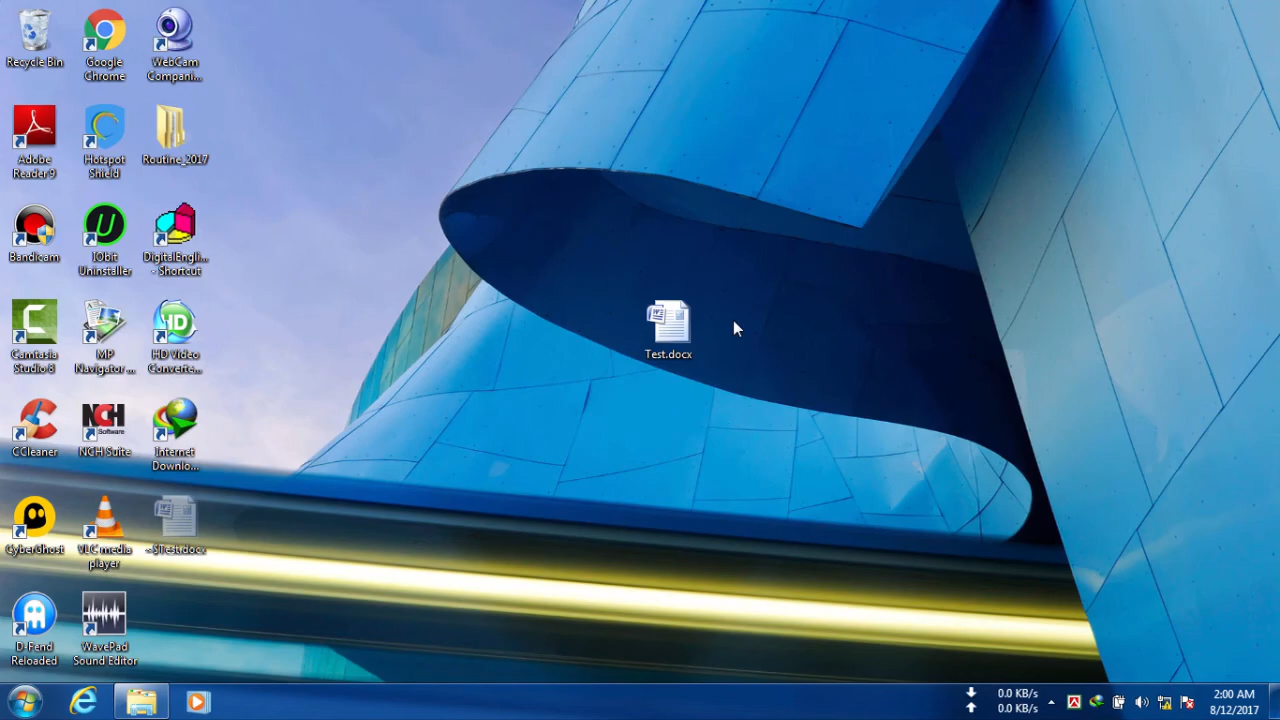 Recycle Bin
Google
Chrome
WebCam
Compani...
Adobe
Reader 9
Hotspot
Shield
Routine_2017
Bandicam
IObit
Uninstaller
DigitalEngli...
- Shortcut
Camtasia
Studio 8
MP
Navigator ...
HD Video
Converte...
Test.docx
CCleaner
NCH
Software
NCH Suite
Internet
Downlo...
CyberGhost
VLC media
player
~$Test.docx
D-Fend
Reloaded
WavePad
Sound Editor
0.0 KB/s
0.0 KB/s
2:00 AM
8/12/2017